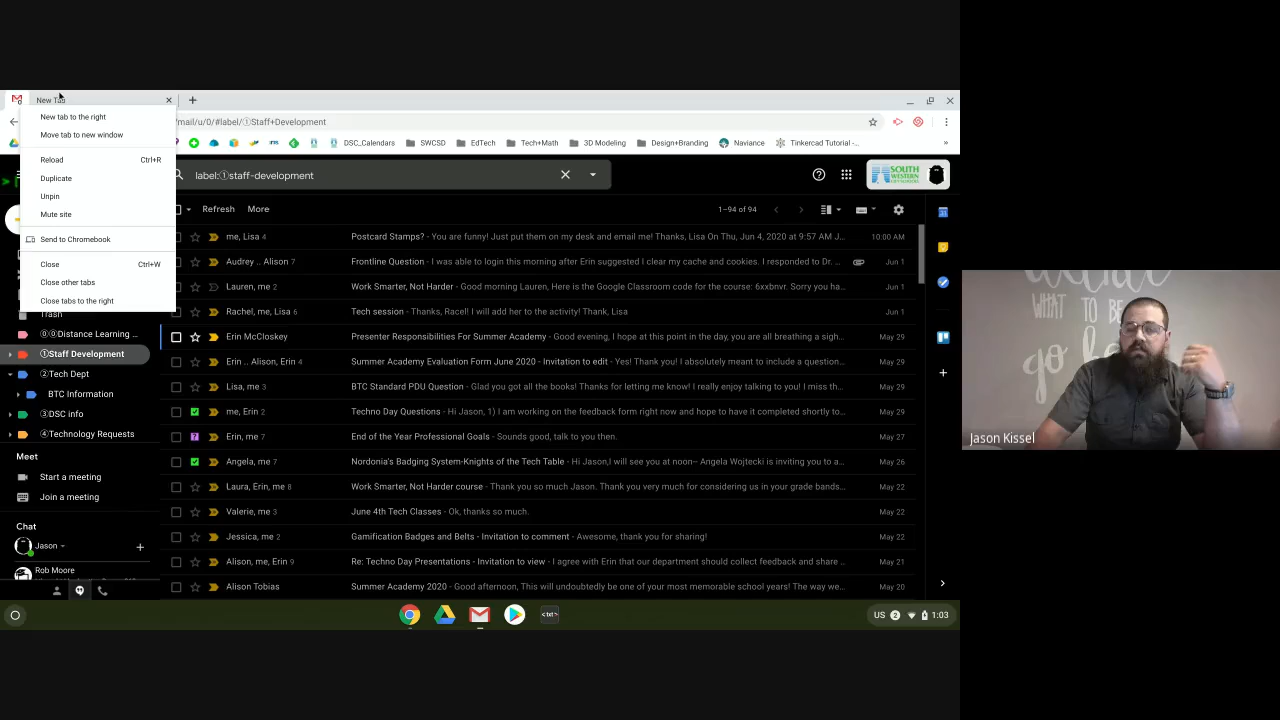 New Tab
New tab to the right
Move tab to new window
Reload Ctrl+R
Duplicate
Unpin
Mute site
Send to Chromebook
Close Ctrl+W
Close other tabs
Close tabs to the right
/mail/u/0/#label/①Staff+Development
DSC_Calendars SWCSD EdTech Tech+Math 3D Modeling Design+Branding Naviance Tinkercad Tutorial -... »
label:①staff-development
SOUTH WESTERN
Refresh More 1–94 of 94
me, Lisa 4 Postcard Stamps? - You are funny! Just put them on my desk and email me! Thanks, Lisa On Thu, Jun 4, 2020 at 9:57 AM J... 10:00 AM
Audrey .. Alison 7 Frontline Question - I was able to login this morning after Erin suggested I clear my cache and cookies. I responded to Dr. ... Jun 1
Lauren, me 2 Work Smarter, Not Harder - Good morning Lauren, Here is the Google Classroom code for the course: 6xxbnvr. Sorry you ha... Jun 1
Rachel, me, Lisa 6 Tech session - Thanks, Racel! I will add her to the activity! Thant, Lisa Jun 1
Erin McCloskey Presenter Responsibilities For Summer Academy - Good evening, I hope at this point in the day, you are all breathing a sigh... May 29
Erin .. Alison, Erin 4 Summer Academy Evaluation Form June 2020 - Invitation to edit - Yes! Thank you! I absolutely meant to include a question... May 29
Lisa, me 3 BTC Standard PDU Question - Glad you got all the books! Thanks for letting me know! I really enjoy talking to you! I miss th... May 29
me, Erin 2 Techno Day Questions - Hi Jason, 1) I am working on the feedback form right now and hope to have it completed shortly to... May 29
Erin, me 7 End of the Year Professional Goals - Sounds good, talk to you then. May 27
Angela, me 7 Nordonia's Badging System-Knights of the Tech Table - Hi Jason,I will see you at noon-- Angela Wojtecki is inviting you to a... May 26
Laura, Erin, me 8 Work Smarter, Not Harder course - Thank you so much Jason. Thank you very much for considering us in your grade bands... May 22
Valerie, me 3 June 4th Tech Classes - Ok, thanks so much. May 22
Jessica, me 2 Gamification Badges and Belts - Invitation to comment - Awesome, thank you for sharing! May 22
Alison, me, Erin 9 Re: Techno Day Presentations - Invitation to view - I agree with Erin that our department should collect feedback and share ... May 21
Alison Tobias Summer Academy 2020 - Good afternoon, This will undoubtedly be one of your most memorable school years! The way we... May 20
Trash
⓪⓪Distance Learning ...
①Staff Development
②Tech Dept
BTC Information
③DSC info
④Technology Requests
Meet
Start a meeting
Join a meeting
Chat
Jason
Rob Moore
<txt>
US 2 1:03
WHAT TO BE
go
Jason Kissel